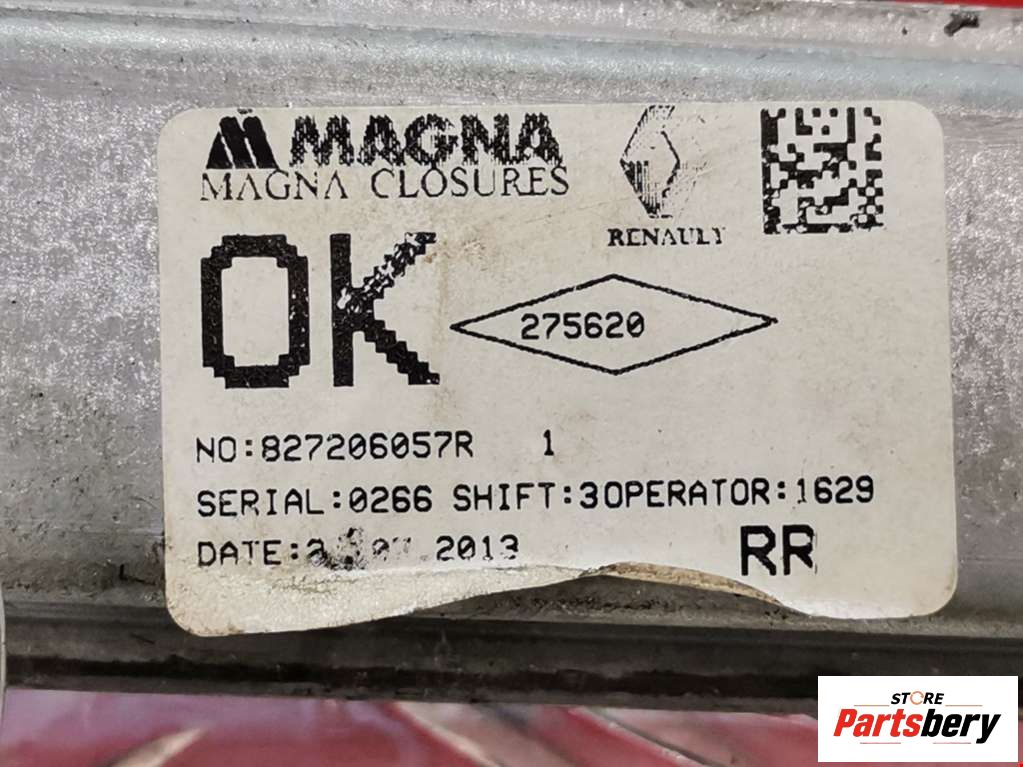 MAGNA
MAGNA CLOSURES
RENAULT
OK
275620
NO:827206057R 1
SERIAL:0266 SHIFT:3OPERATOR:1629
DATE: 2013
RR
STORE
Partsbery